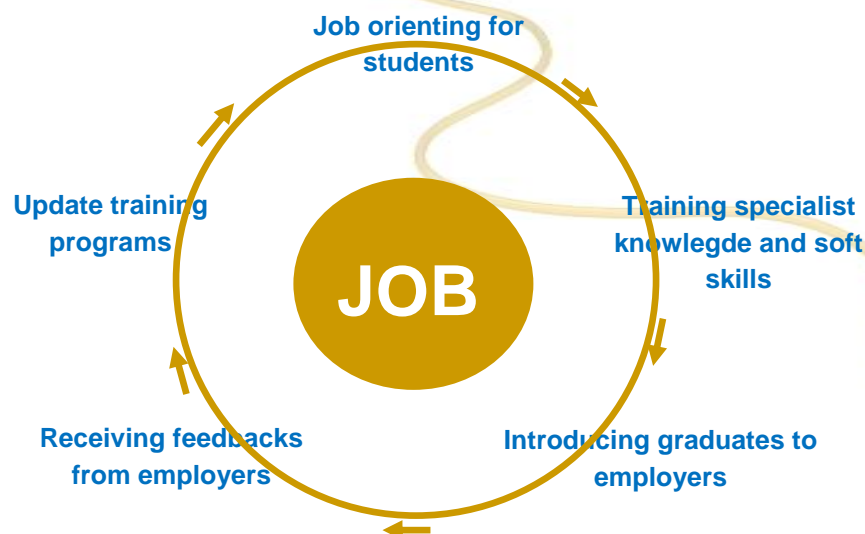 Job orienting for
students
Training specialist
knowlegde and soft
skills
Introducing graduates to
employers
Receiving feedbacks
from employers
Update training
programs
JOB